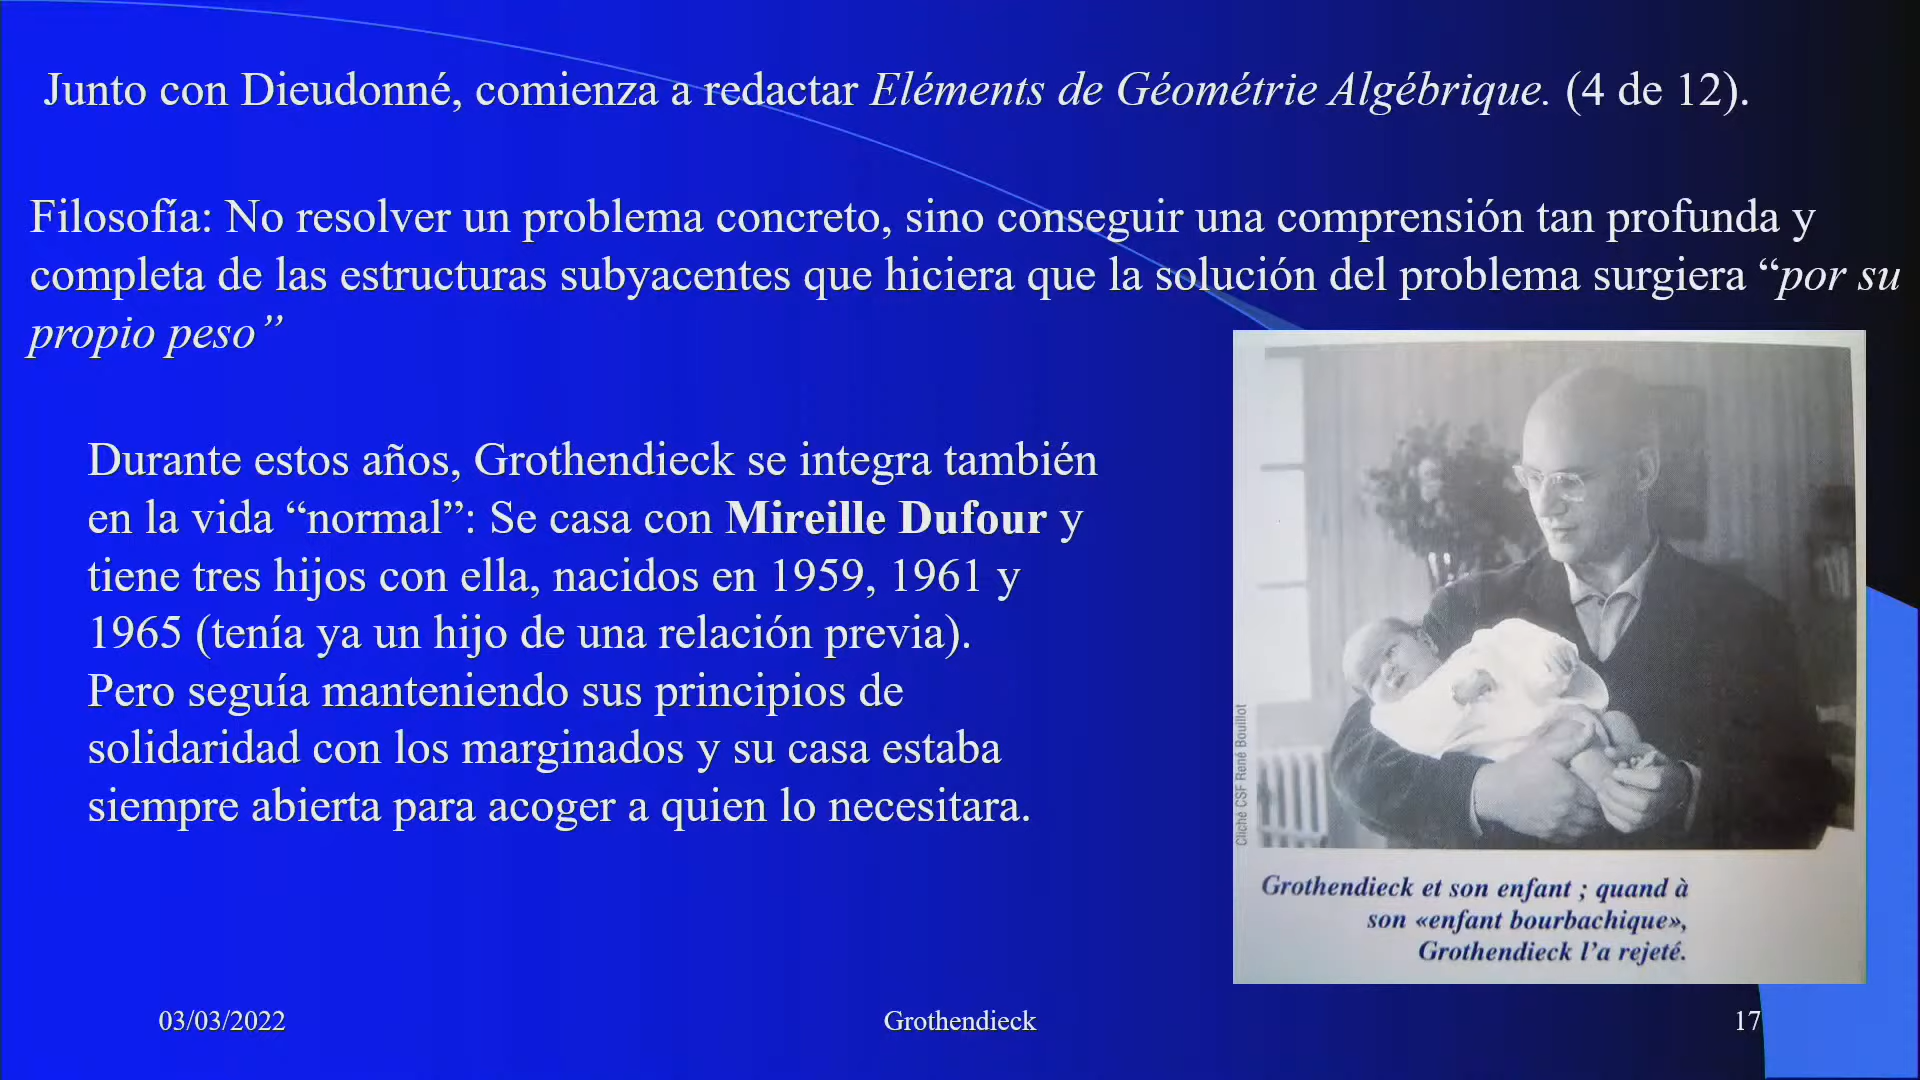 Junto con Dieudonné, comienza a redactar Eléments de Géométrie Algébrique. (4 de 12).
Filosofía: No resolver un problema concreto, sino conseguir una comprensión tan profunda y
completa de las estructuras subyacentes que hiciera que la solución del problema surgiera “por su
propio peso”
Durante estos años, Grothendieck se integra también
en la vida “normal”: Se casa con Mireille Dufour y
tiene tres hijos con ella, nacidos en 1959, 1961 y
1965 (tenía ya un hijo de una relación previa).
Pero seguía manteniendo sus principios de
solidaridad con los marginados y su casa estaba
siempre abierta para acoger a quien lo necesitara.
Cliché CSF René Bouillot
Grothendieck et son enfant ; quand à
son «enfant bourbachique»,
Grothendieck l’a rejeté.
03/03/2022
Grothendieck
17